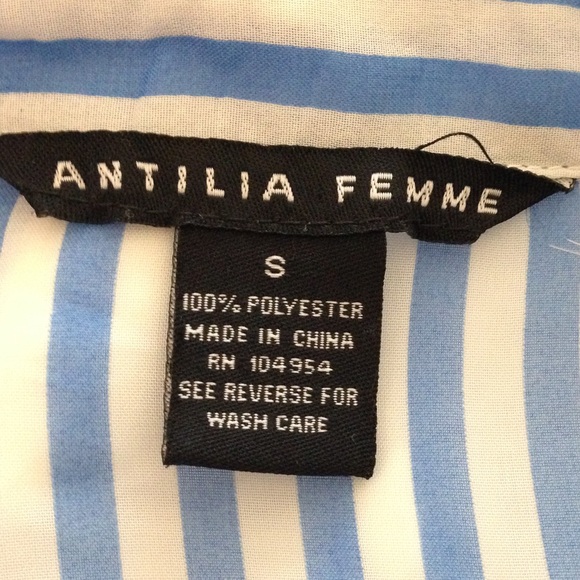 ANTILIA FEMME
S
100% POLYESTER
MADE IN CHINA
RN 104954
SEE REVERSE FOR
WASH CARE